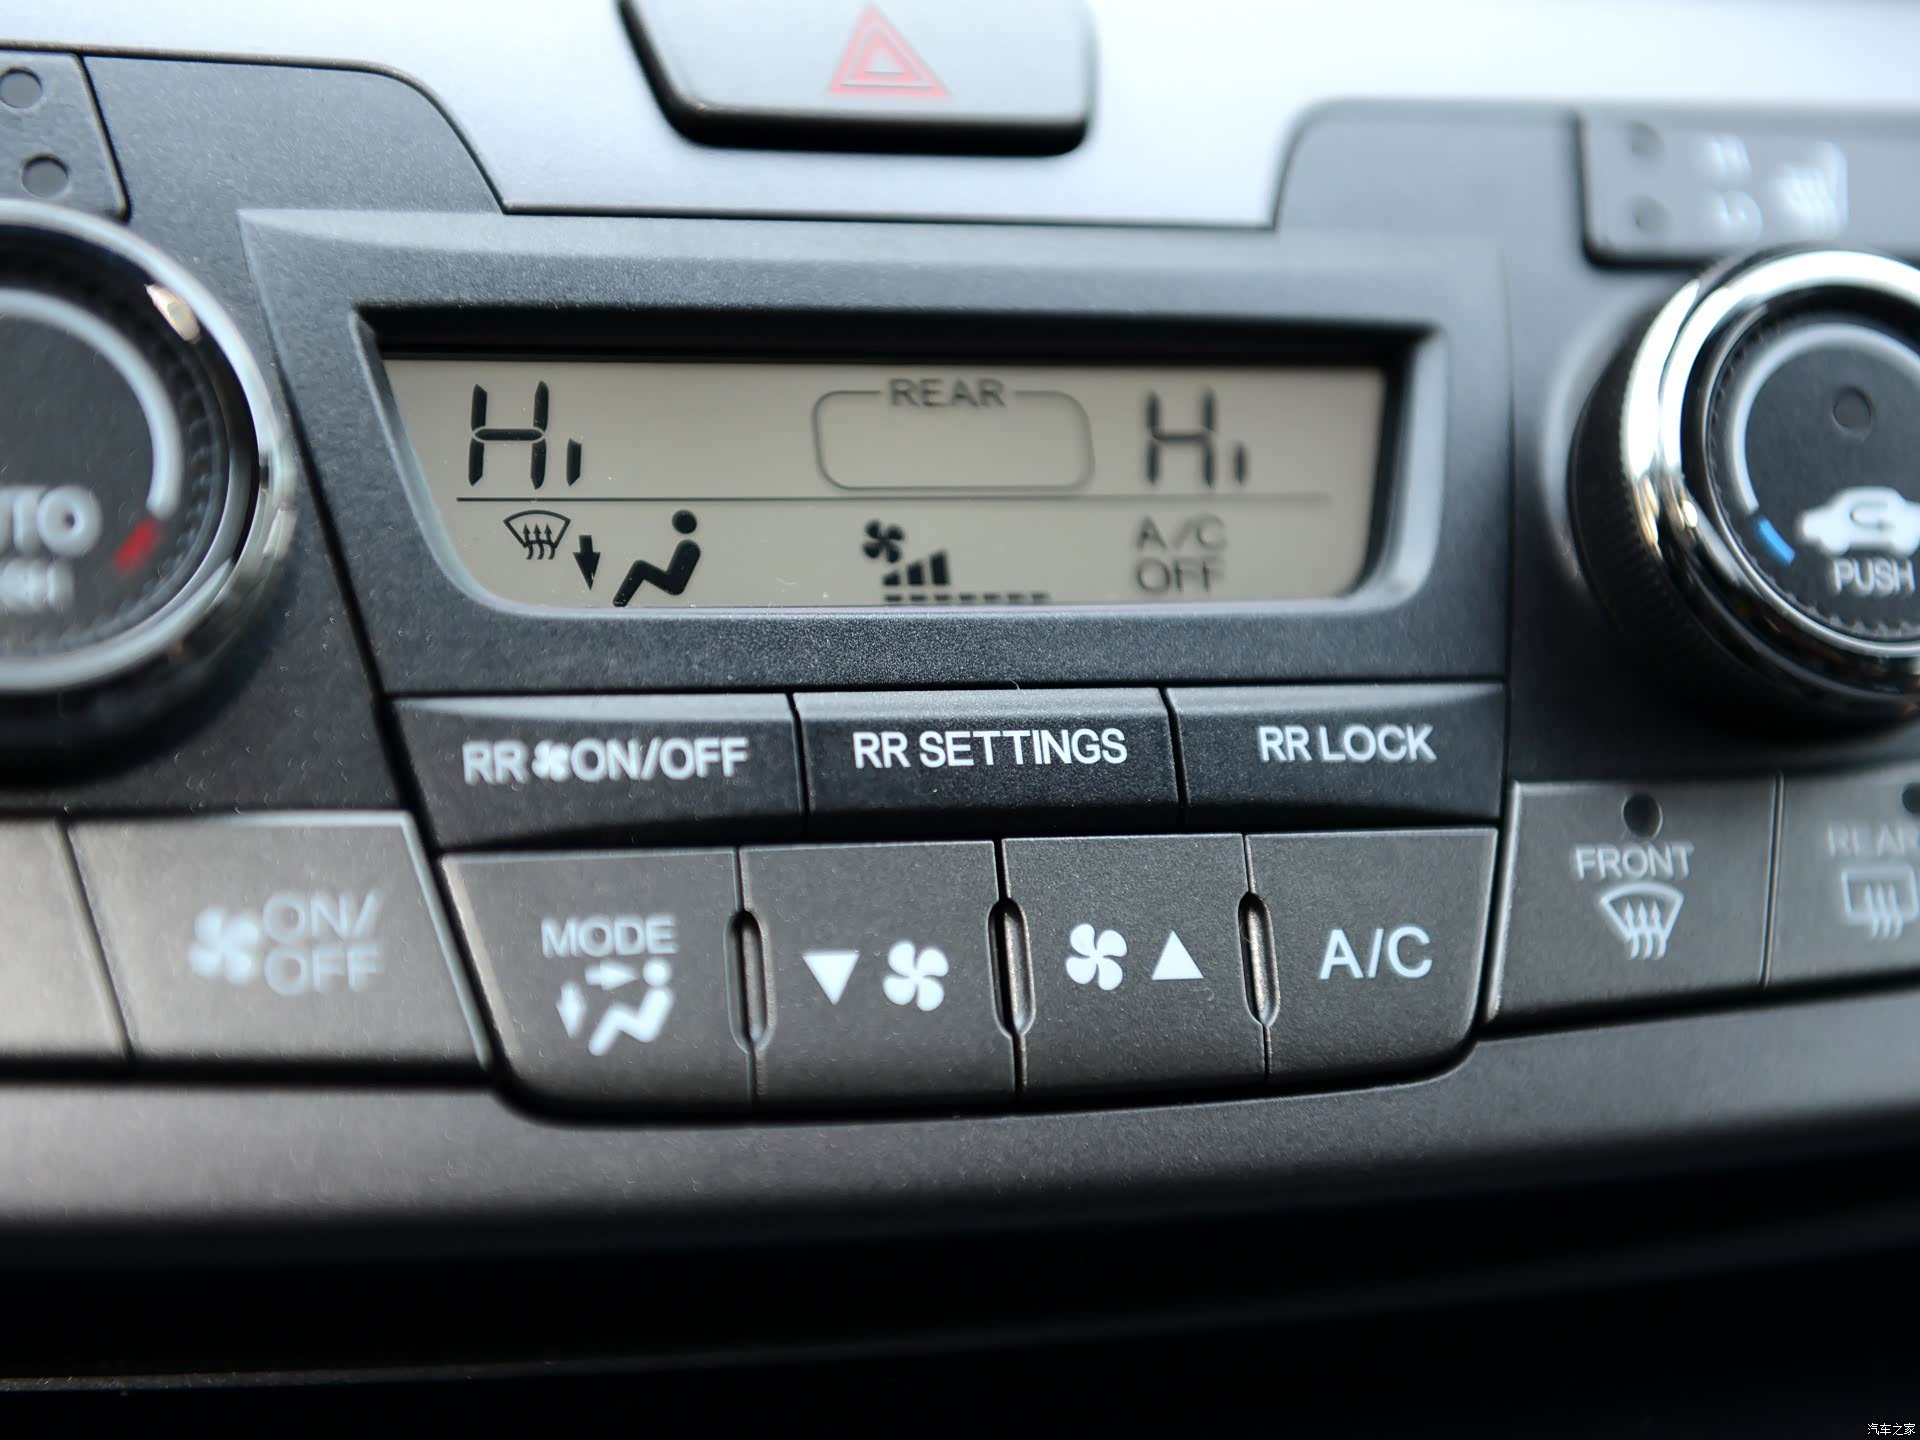 REAR
Hi
Hi
A/C
OFF
PUSH
RR ON/OFF
RR SETTINGS
RR LOCK
ON/
OFF
MODE
A/C
FRONT
REAR
汽车之家